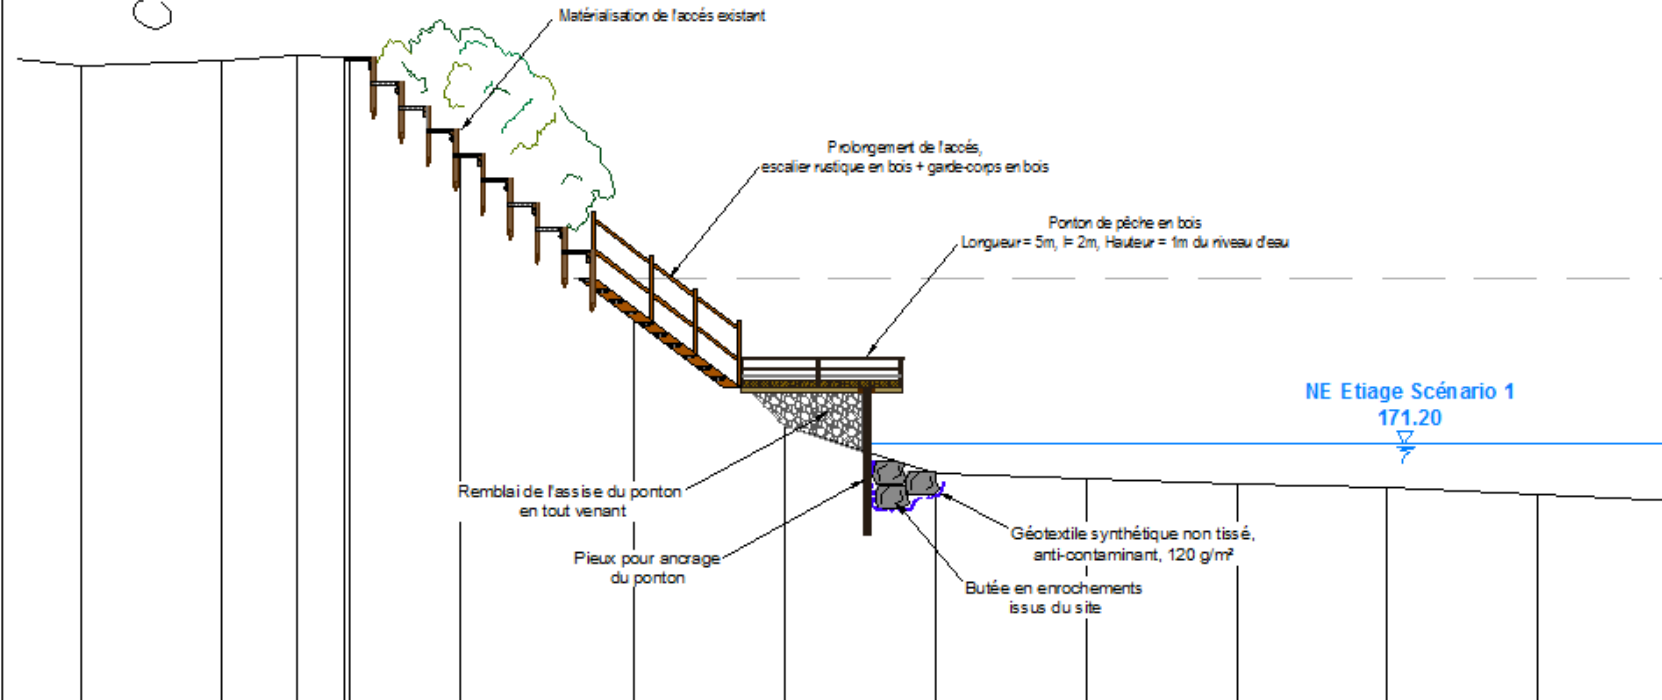 Matérialisation de l'accés existant
Prolongement de l'accés,
escalier rustique en bois + garde-corps en bois
Ponton de pêche en bois
Longueur = 5m, l= 2m, Hauteur = 1m du niveau d'eau
NE Etiage Scénario 1
171.20
Remblai de l'assise du ponton
en tout venant
Géotextile synthétique non tissé,
anti-contaminant, 120 g/m²
Pieux pour ancrage
du ponton
Butée en enrochements
issus du site